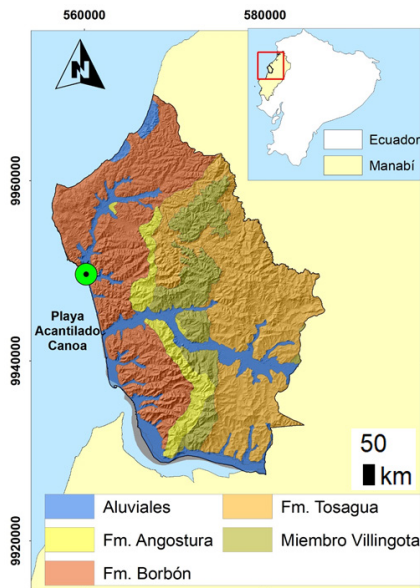 560000
580000
N
Ecuador
Manabí
9960000
Playa
Acantilado
Canoa
9940000
50
km
9920000
Aluviales
Fm. Tosagua
Fm. Angostura
Miembro Villingota
Fm. Borbón